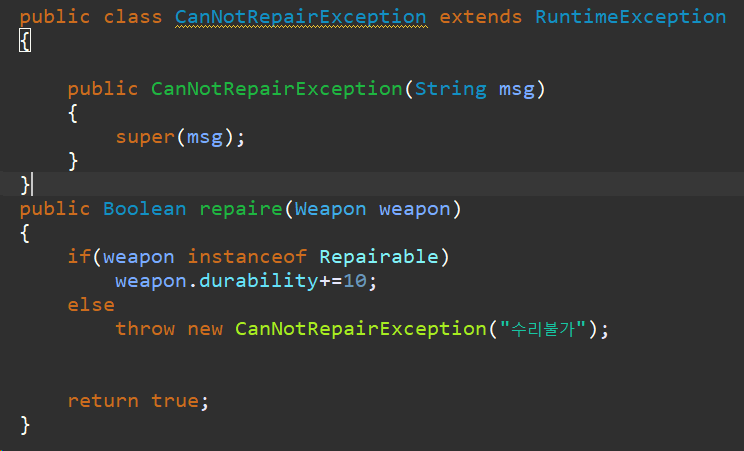 public class CanNotRepairException extends RuntimeException
{
public CanNotRepairException(String msg)
{
super(msg);
}
}
public Boolean repaire(Weapon weapon)
{
if(weapon instanceof Repairable)
weapon.durability+=10;
else
throw new CanNotRepairException("수리불가");
return true;
}